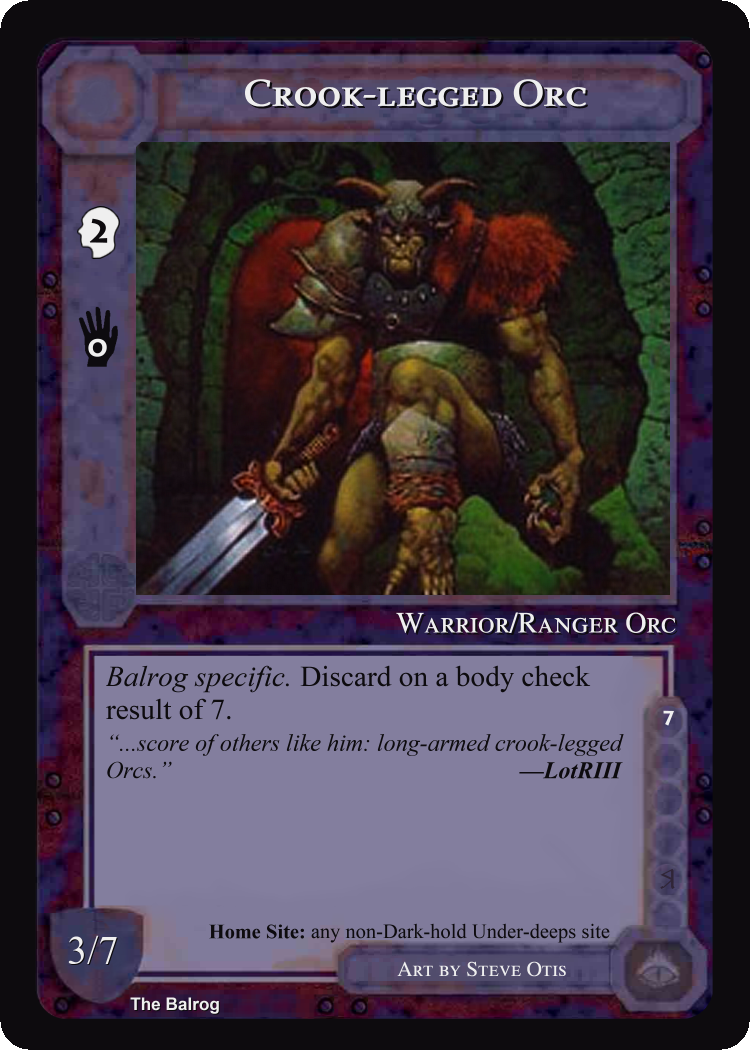 Crook-legged Orc
2
0
Warrior/Ranger Orc
Balrog specific. Discard on a body check
result of 7.
“...score of others like him: long-armed crook-legged
Orcs.” —LotRIII
7
Home Site: any non-Dark-hold Under-deeps site
3/7
Art by Steve Otis
The Balrog